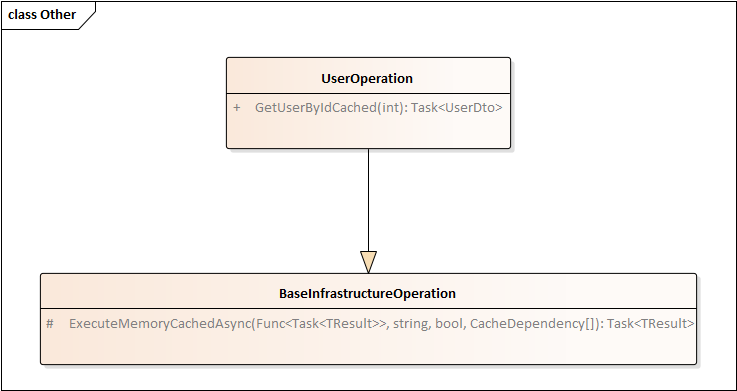 class Other
UserOperation
+ GetUserByIdCached(int): Task<UserDto>
BaseInfrastructureOperation
# ExecuteMemoryCachedAsync(Func<Task<TResult>>, string, bool, CacheDependency[]): Task<TResult>